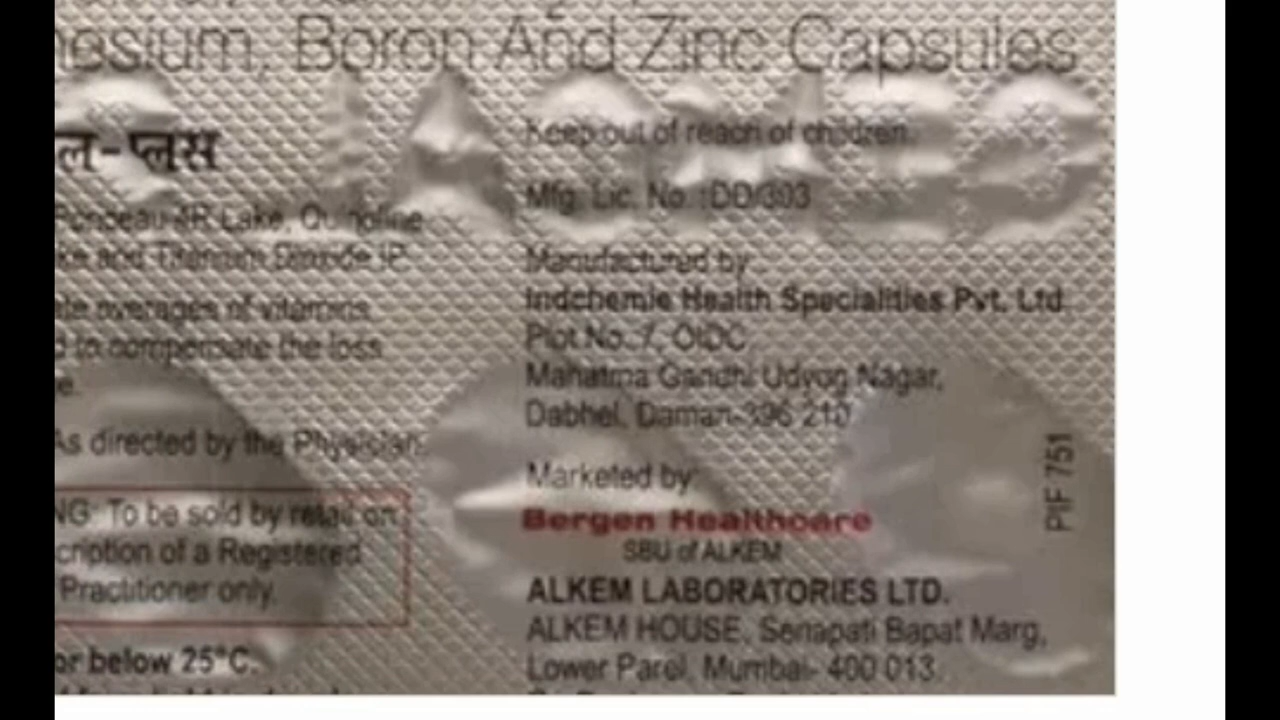 esium, Boron And Zinc Capsules
ल-प्लस
Ponceau 4R Lake, Quinoline
ke and Titanium Dioxide IP
ate overages of vitamins
d to compensate the loss
e.
As directed by the Physician.
NG: To be sold by retail on
cription of a Registered
Practitioner only.
or below 25°C.
Keep out of reach of children.
Mfg. Lic. No.:DD/303
Manufactured by:
Indchemie Health Specialities Pvt. Ltd.
Plot No. 7, OIDC
Mahatma Gandhi Udyog Nagar,
Dabhel, Daman-396 210
Marketed by:
Bergen Healthcare
SBU of ALKEM
ALKEM LABORATORIES LTD.
ALKEM HOUSE, Senapati Bapat Marg,
Lower Parel, Mumbai- 400 013.
PIF 751